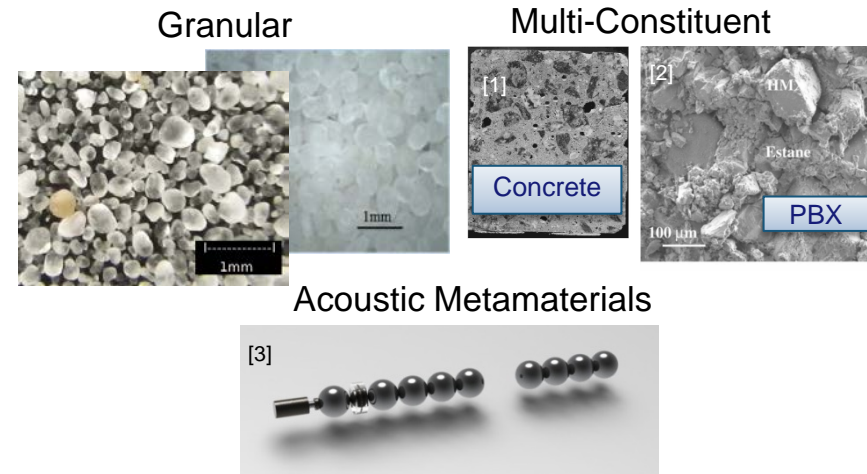 Granular
Multi-Constituent
1mm
1mm
[1]
Concrete
[2]
HMX
Estane
100 µm
PBX
Acoustic Metamaterials
[3]